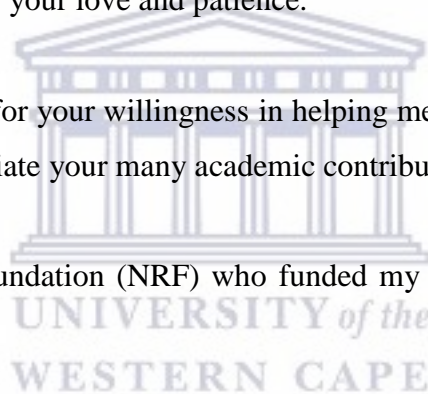 your love and patience.
for your willingness in helping me
iate your many academic contribu
undation (NRF) who funded my
UNIVERSITY of the
WESTERN CAPE